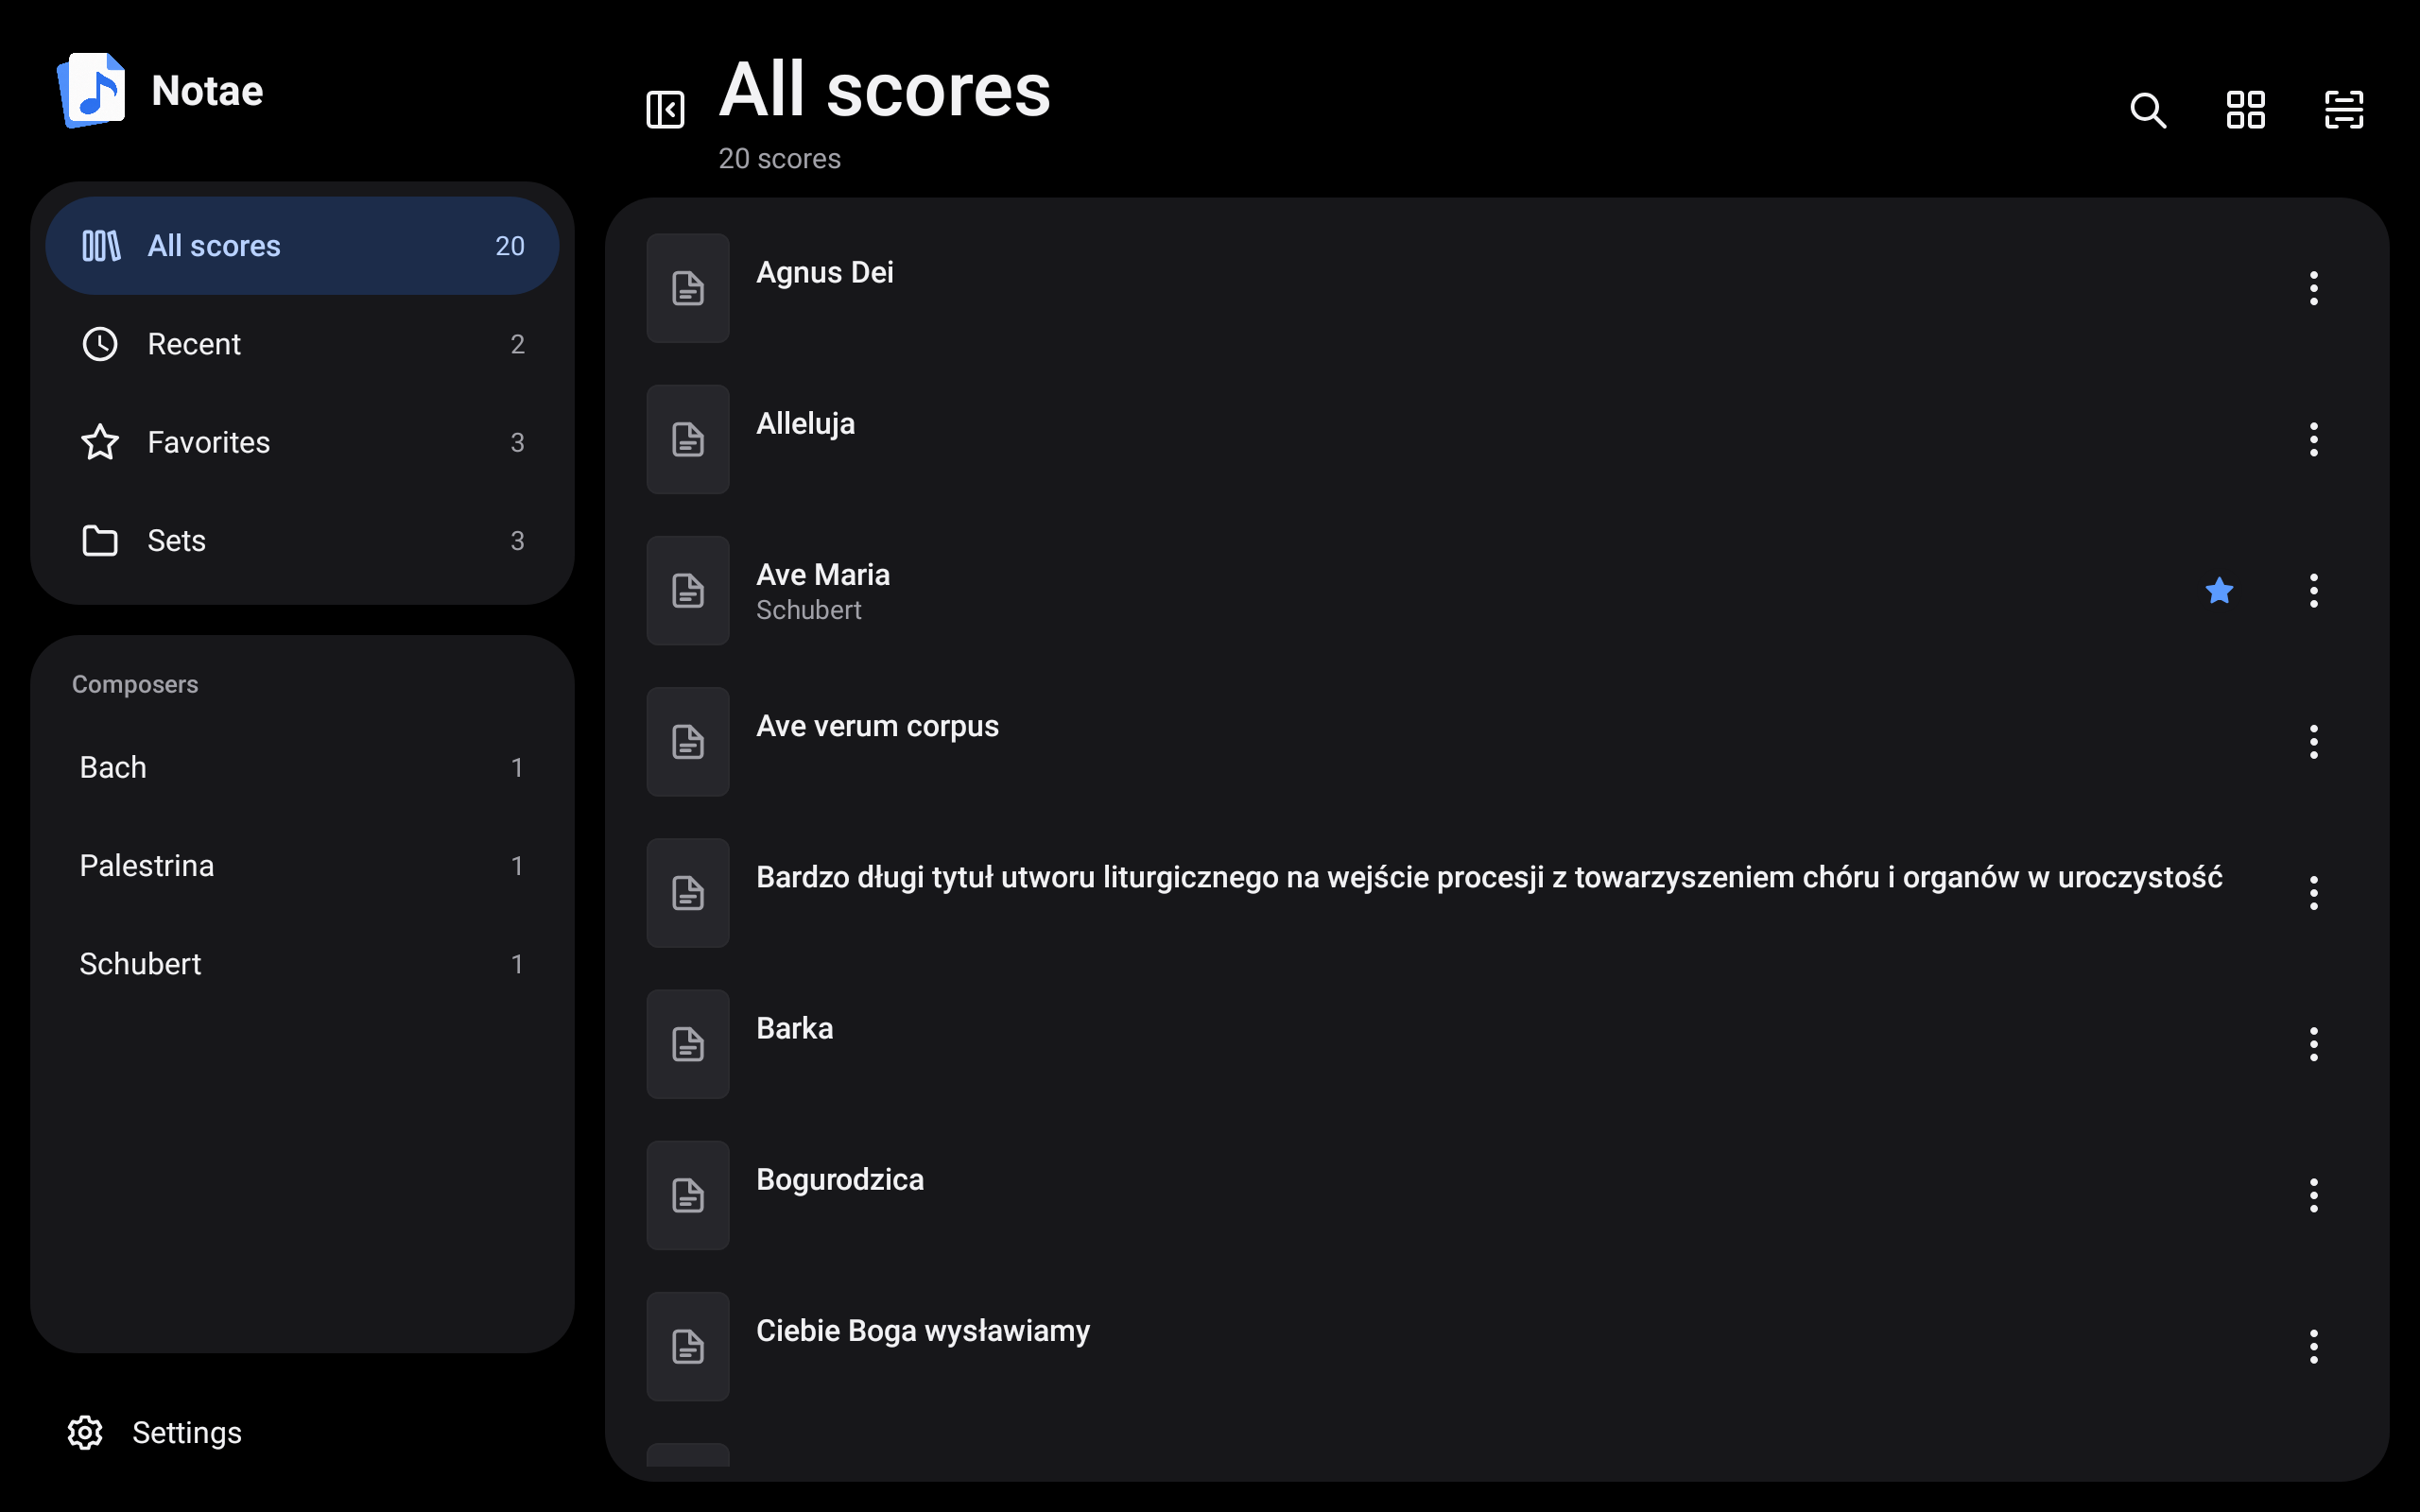 Notae
All scores
20 scores
All scores 20
Recent 2
Favorites 3
Sets 3
Composers
Bach 1
Palestrina 1
Schubert 1
Settings
Agnus Dei
Alleluja
Ave Maria
Schubert
Ave verum corpus
Bardzo długi tytuł utworu liturgicznego na wejście procesji z towarzyszeniem chóru i organów w uroczystość
Barka
Bogurodzica
Ciebie Boga wysławiamy